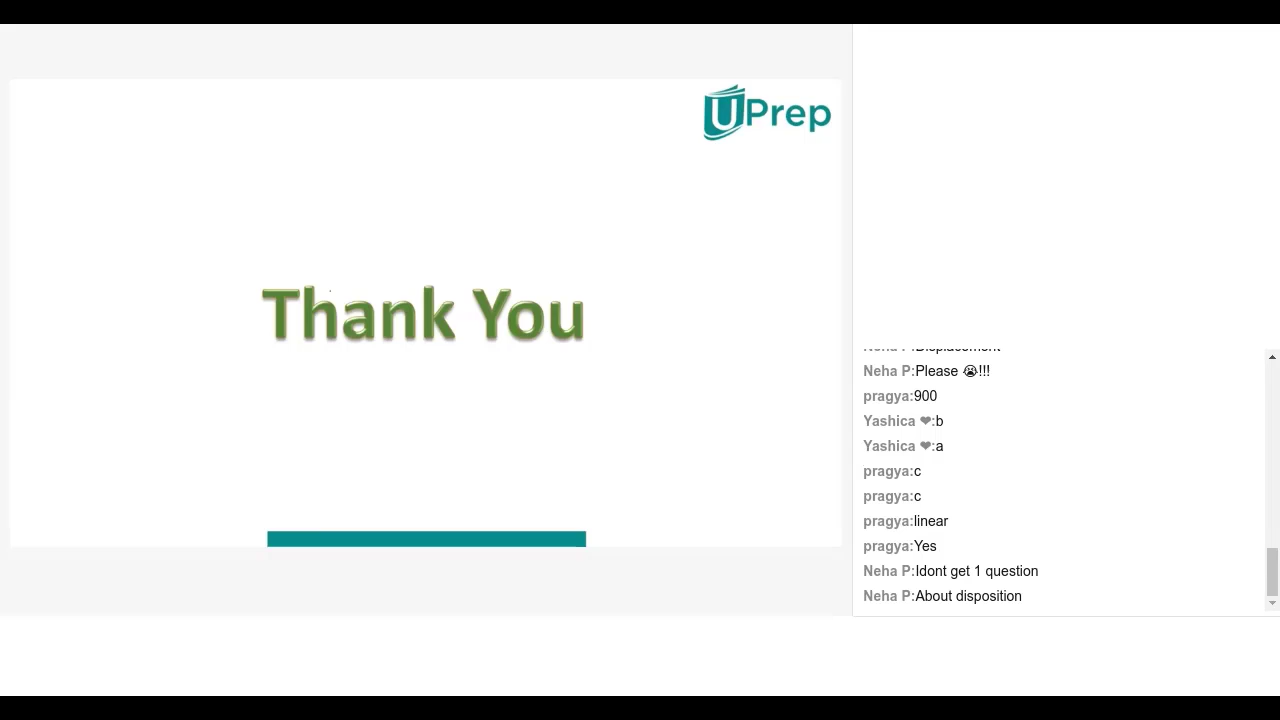 UPrep
Thank You
Neha P:Displacement
Neha P:Please 😭!!!
pragya:900
Yashica ❤:b
Yashica ❤:a
pragya:c
pragya:c
pragya:linear
pragya:Yes
Neha P:Idont get 1 question
Neha P:About disposition